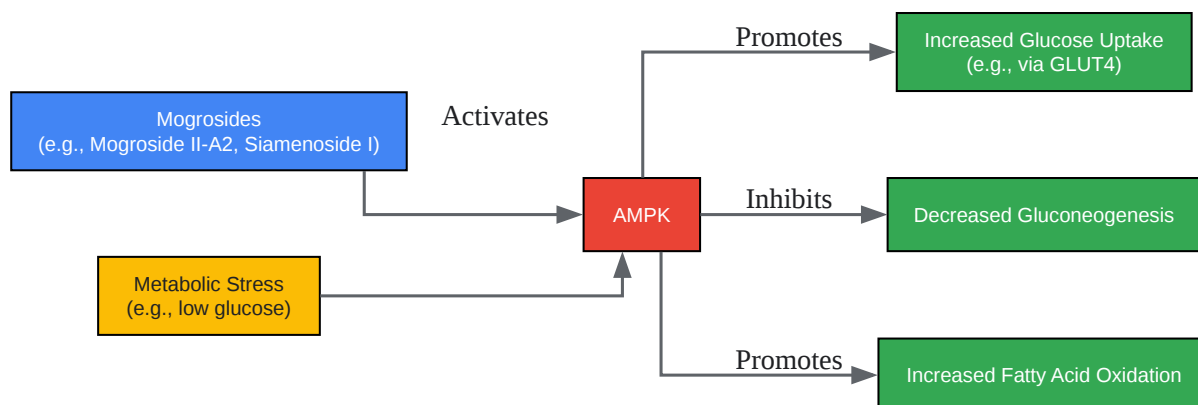 Promotes
Increased Glucose Uptake
(e.g., via GLUT4)
Mogrosides
(e.g., Mogroside II-A2, Siamenoside I)
Activates
AMPK
Inhibits
Decreased Gluconeogenesis
Metabolic Stress
(e.g., low glucose)
Promotes
Increased Fatty Acid Oxidation